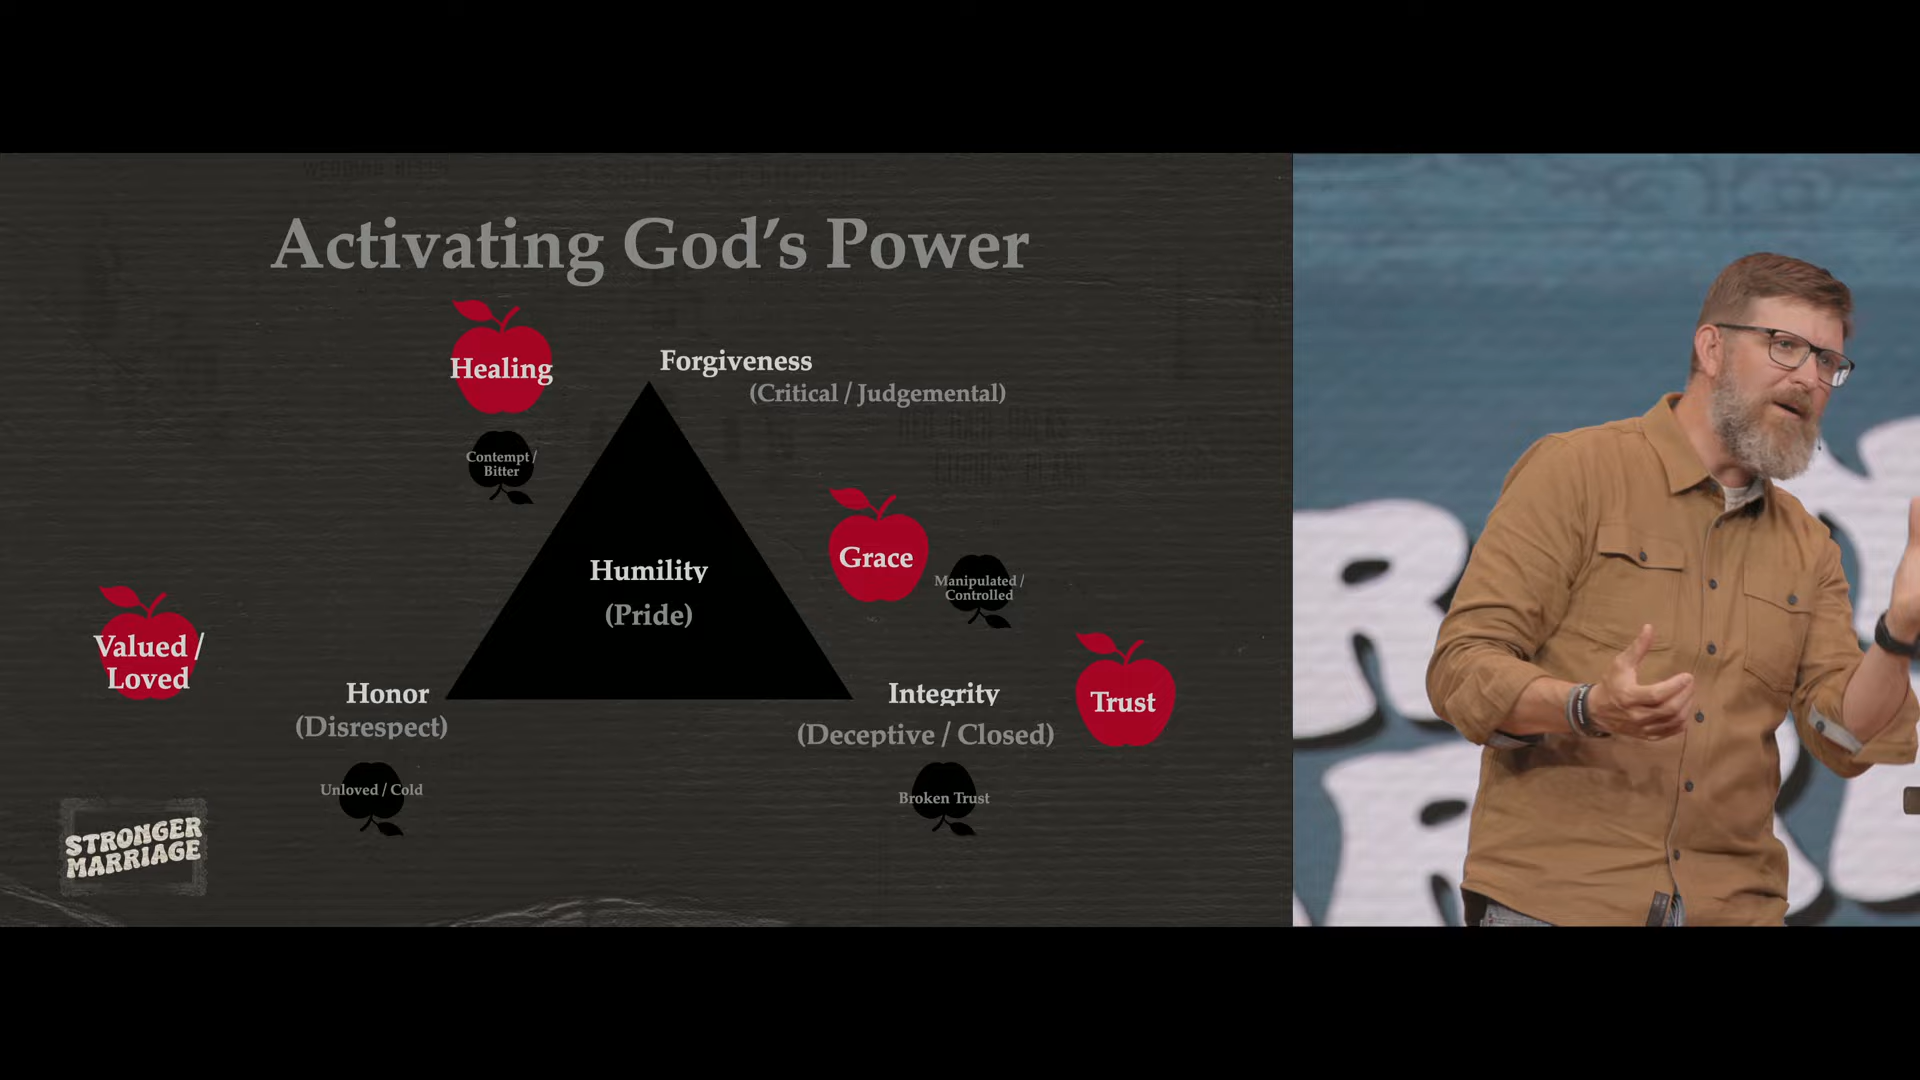 Activating God's Power
Healing
Forgiveness
(Critical / Judgemental)
Contempt /
Bitter
Humility
(Pride)
Grace
Manipulated /
Controlled
Valued /
Loved
Honor
(Disrespect)
Integrity
(Deceptive / Closed)
Trust
Unloved / Cold
Broken Trust
STRONGER
MARRIAGE